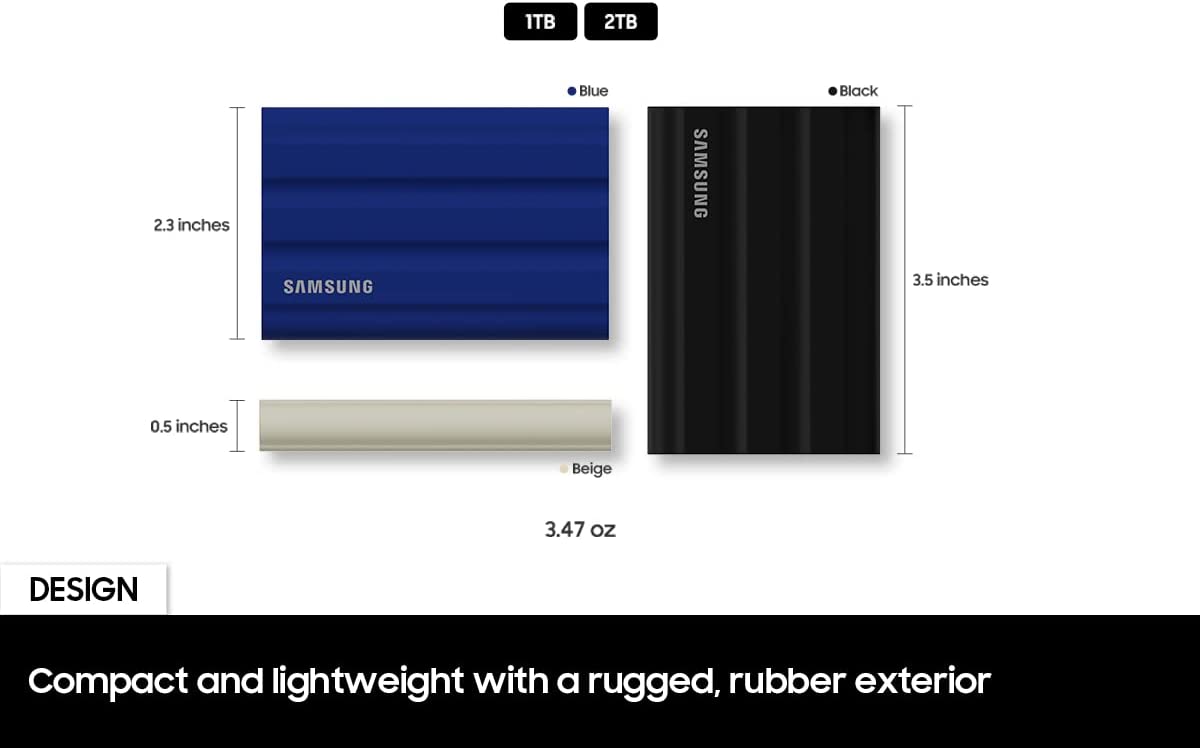 1TB 2TB
Blue
Black
2.3 inches
SAMSUNG
SAMSUNG
3.5 inches
0.5 inches
Beige
3.47 oz
DESIGN
Compact and lightweight with a rugged, rubber exterior